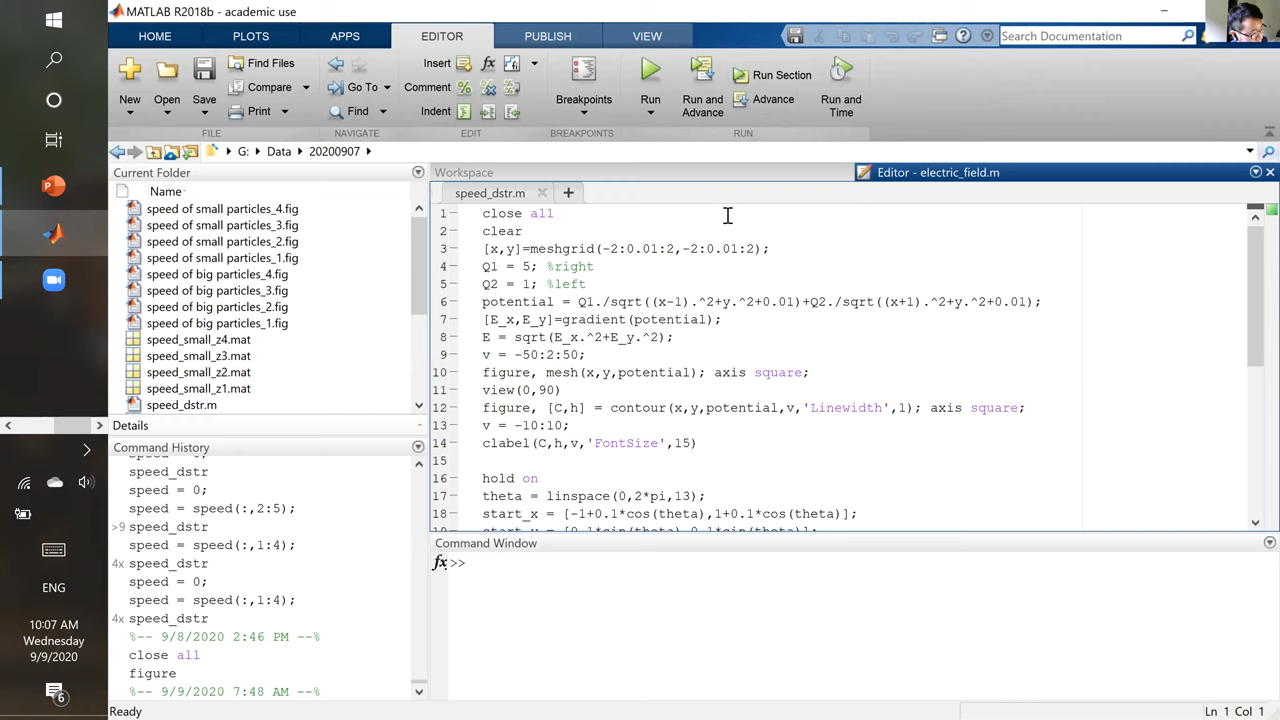 MATLAB R2018b - academic use
HOME PLOTS APPS EDITOR PUBLISH VIEW
Search Documentation
Find Files
Insert fx
Compare
Go To
Comment % %
Run Section
Print
Find
Indent
Advance
New Open Save Breakpoints Run Run and Advance Run and Time
FILE NAVIGATE EDIT BREAKPOINTS RUN
G: Data 20200907
Current Folder
Workspace
Editor - electric_field.m
Name
speed_dstr.m
speed of small particles_4.fig
speed of small particles_3.fig
speed of small particles_2.fig
speed of small particles_1.fig
speed of big particles_4.fig
speed of big particles_3.fig
speed of big particles_2.fig
speed of big particles_1.fig
speed_small_z4.mat
speed_small_z3.mat
speed_small_z2.mat
speed_small_z1.mat
speed_dstr.m
Details
1 close all
2 clear
3 [x,y]=meshgrid(-2:0.01:2,-2:0.01:2);
4 Q1 = 5; %right
5 Q2 = 1; %left
6 potential = Q1./sqrt((x-1).^2+y.^2+0.01)+Q2./sqrt((x+1).^2+y.^2+0.01);
7 [E_x,E_y]=gradient(potential);
8 E = sqrt(E_x.^2+E_y.^2);
9 v = -50:2:50;
10 figure, mesh(x,y,potential); axis square;
11 view(0,90)
12 figure, [C,h] = contour(x,y,potential,v,'Linewidth',1); axis square;
13 v = -10:10;
14 clabel(C,h,v,'FontSize',15)
15
16 hold on
17 theta = linspace(0,2*pi,13);
18 start_x = [-1+0.1*cos(theta),1+0.1*cos(theta)];
Command History
speed_dstr
speed = 0;
speed = speed(:,2:5);
>9 speed_dstr
speed = speed(:,1:4);
4x speed_dstr
speed = 0;
speed = speed(:,1:4);
4x speed_dstr
%-- 9/8/2020 2:46 PM --%
close all
figure
%-- 9/9/2020 7:48 AM --%
Command Window
fx >>
ENG
10:07 AM
Wednesday
9/9/2020
6
Ready
Ln 1 Col 1